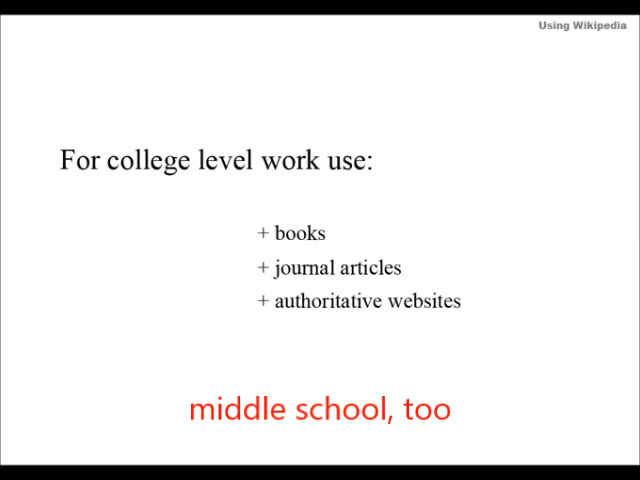 Using Wikipedia
For college level work use:
+ books
+ journal articles
+ authoritative websites
middle school, too